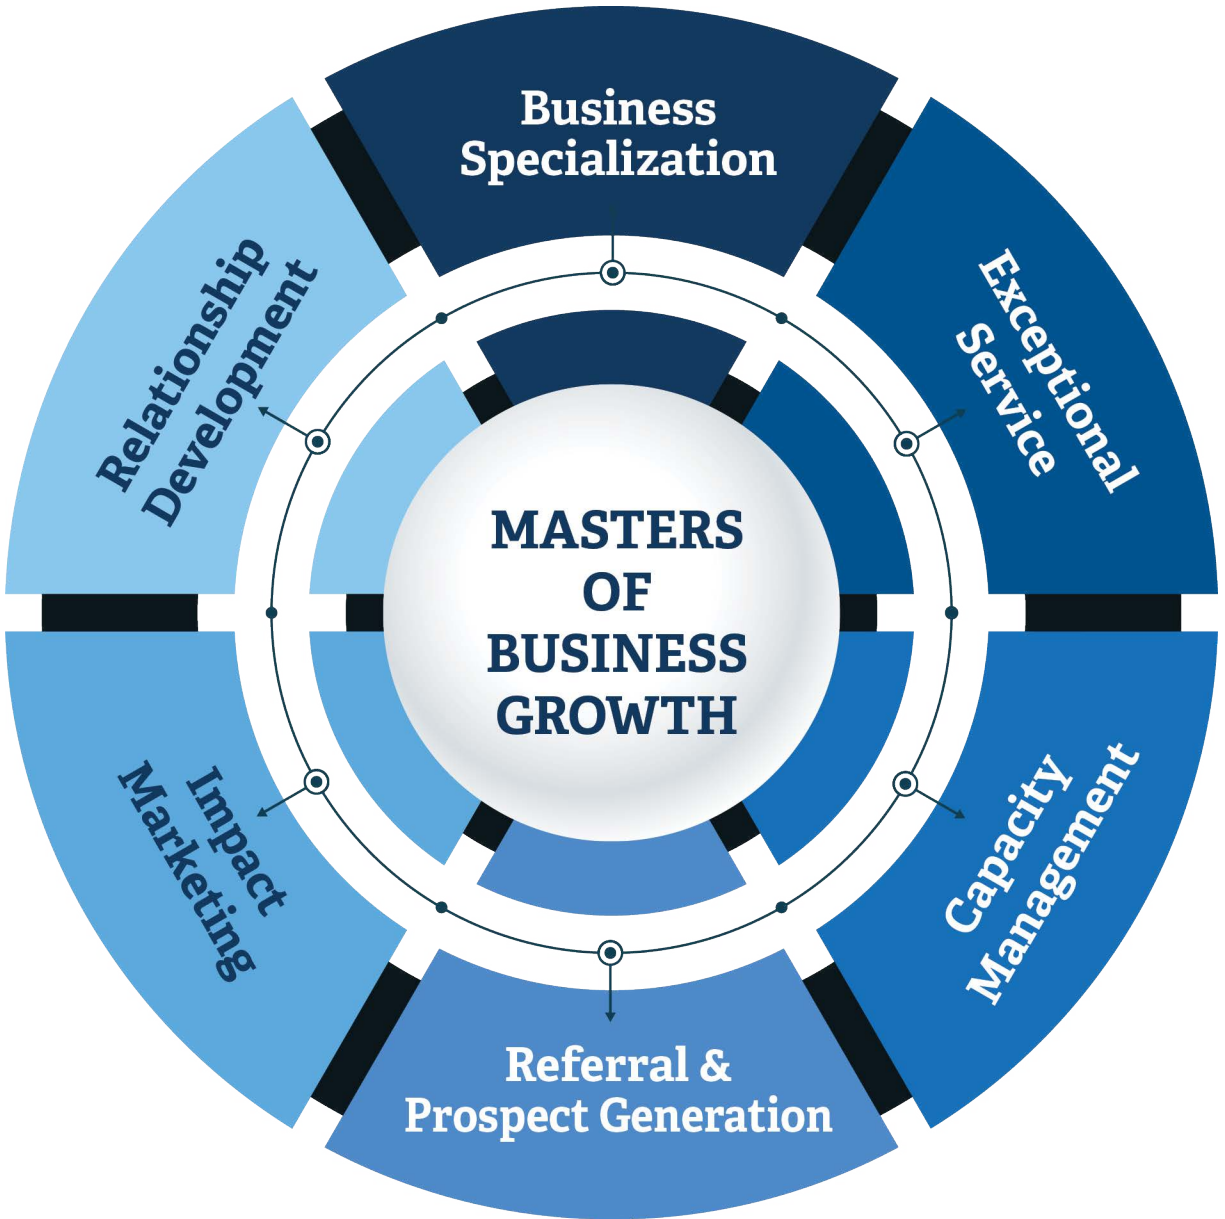 Business
Specialization
Exceptional
Service
Capacity
Management
Referral &
Prospect Generation
Impact
Marketing
Relationship
Development
MASTERS
OF
BUSINESS
GROWTH